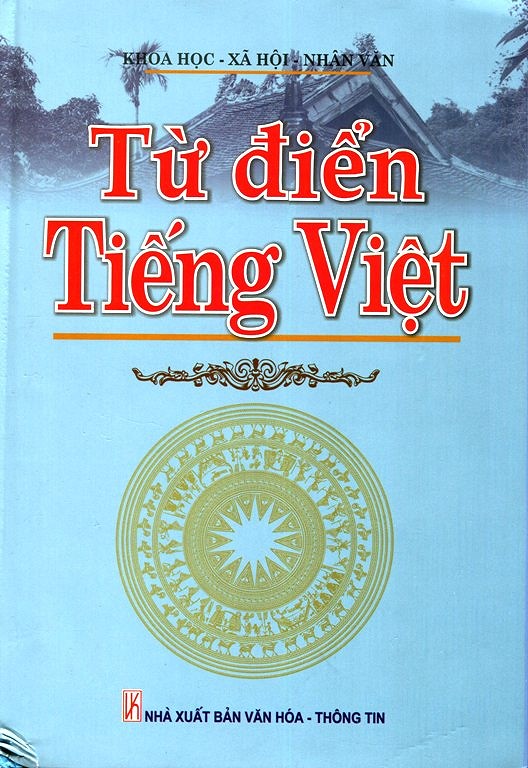 KHOA HỌC - XÃ HỘI - NHÂN VĂN
Từ điển
Tiếng Việt
NHÀ XUẤT BẢN VĂN HÓA - THÔNG TIN